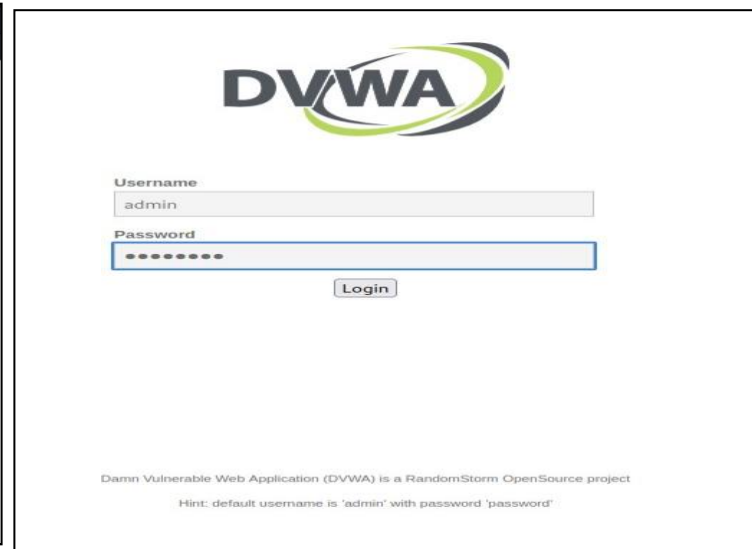 DVWA
Username
admin
Password
••••••••
Login
Damn Vulnerable Web Application (DVWA) is a RandomStorm OpenSource project
Hint: default username is 'admin' with password 'password'